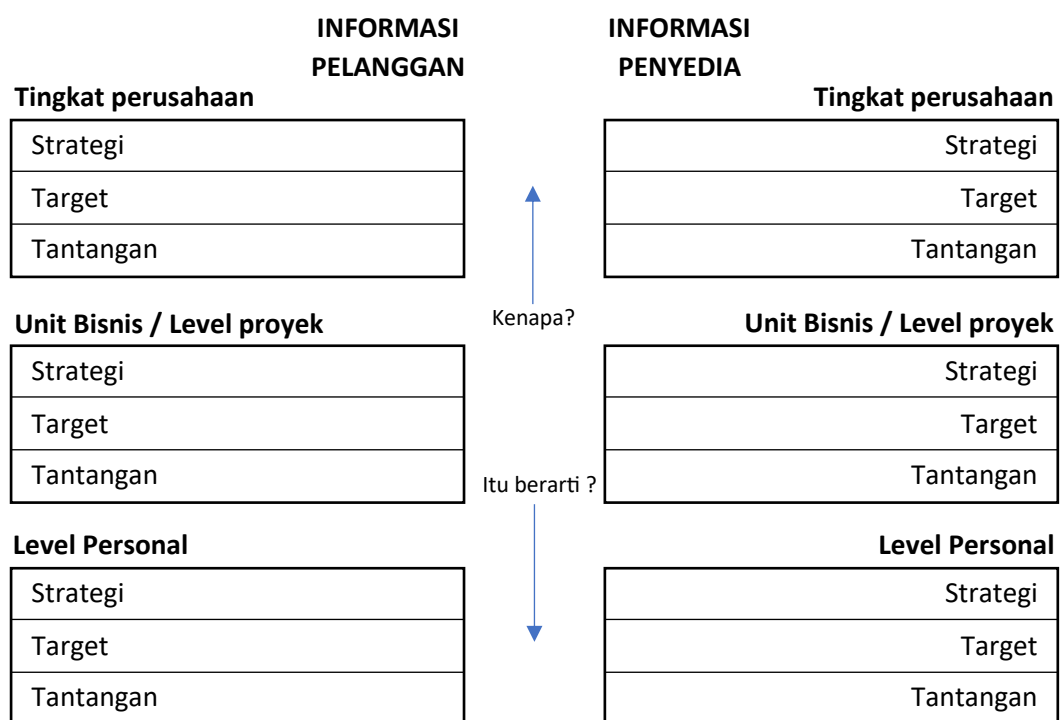 INFORMASI
PELANGGAN
INFORMASI
PENYEDIA
Tingkat perusahaan
Strategi
Target
Tantangan
Tingkat perusahaan
Strategi
Target
Tantangan
Kenapa?
Unit Bisnis / Level proyek
Strategi
Target
Tantangan
Unit Bisnis / Level proyek
Strategi
Target
Tantangan
Itu berarti ?
Level Personal
Strategi
Target
Tantangan
Level Personal
Strategi
Target
Tantangan